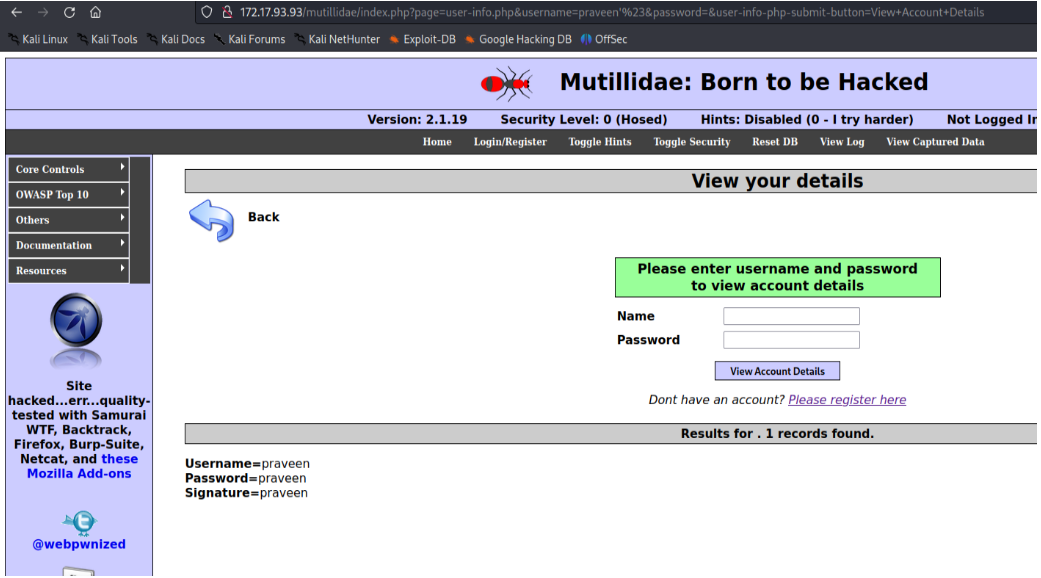 172.17.93.93/mutillidae/index.php?page=user-info.php&username=praveen'%23&password=&user-info-php-submit-button=View+Account+Details
Kali Linux Kali Tools Kali Docs Kali Forums Kali NetHunter Exploit-DB Google Hacking DB OffSec
Mutillidae: Born to be Hacked
Version: 2.1.19 Security Level: 0 (Hosed) Hints: Disabled (0 - I try harder) Not Logged In
Home Login/Register Toggle Hints Toggle Security Reset DB View Log View Captured Data
Core Controls
OWASP Top 10
Others
Documentation
Resources
Site
hacked...err...quality-
tested with Samurai
WTF, Backtrack,
Firefox, Burp-Suite,
Netcat, and these
Mozilla Add-ons
@webpwnized
View your details
Back
Please enter username and password
to view account details
Name
Password
View Account Details
Dont have an account? Please register here
Results for . 1 records found.
Username=praveen
Password=praveen
Signature=praveen